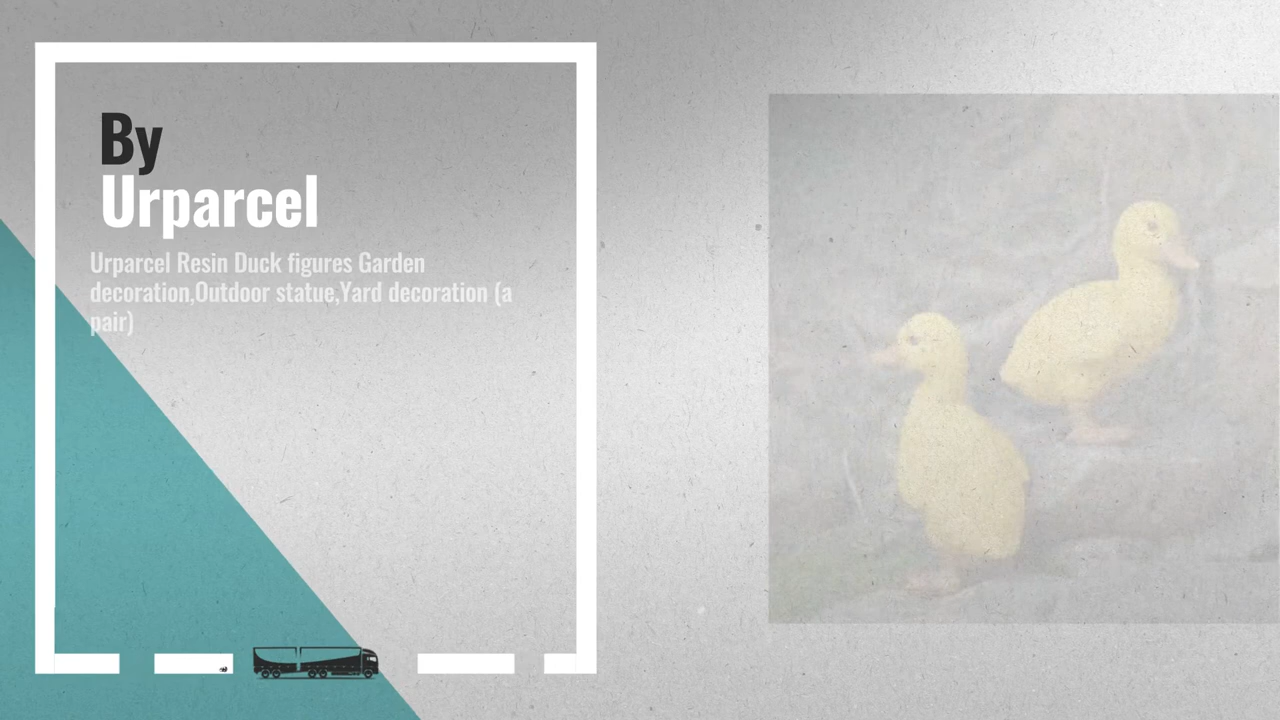 By
Urparcel
Urparcel Resin Duck figures Garden
decoration,Outdoor statue,Yard decoration (a
pair)